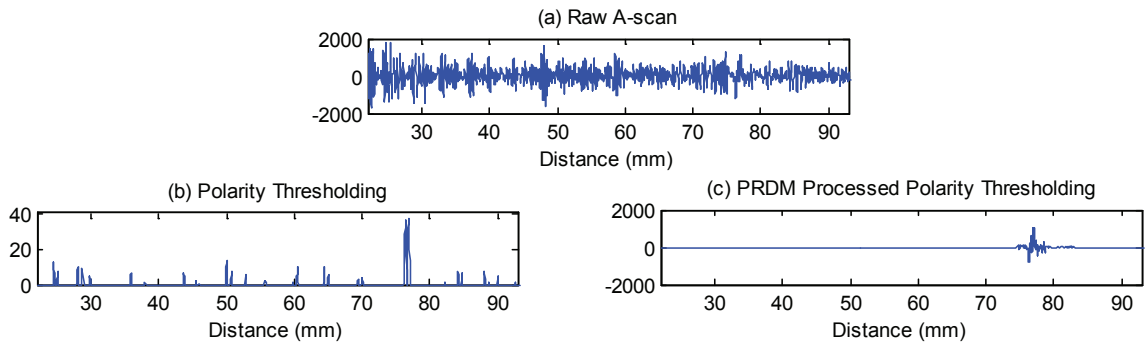 (a) Raw A-scan
2000
0
-2000
30 40 50 60 70 80 90
Distance (mm)
(b) Polarity Thresholding
40
20
0
30 40 50 60 70 80 90
Distance (mm)
(c) PRDM Processed Polarity Thresholding
2000
0
-2000
30 40 50 60 70 80 90
Distance (mm)